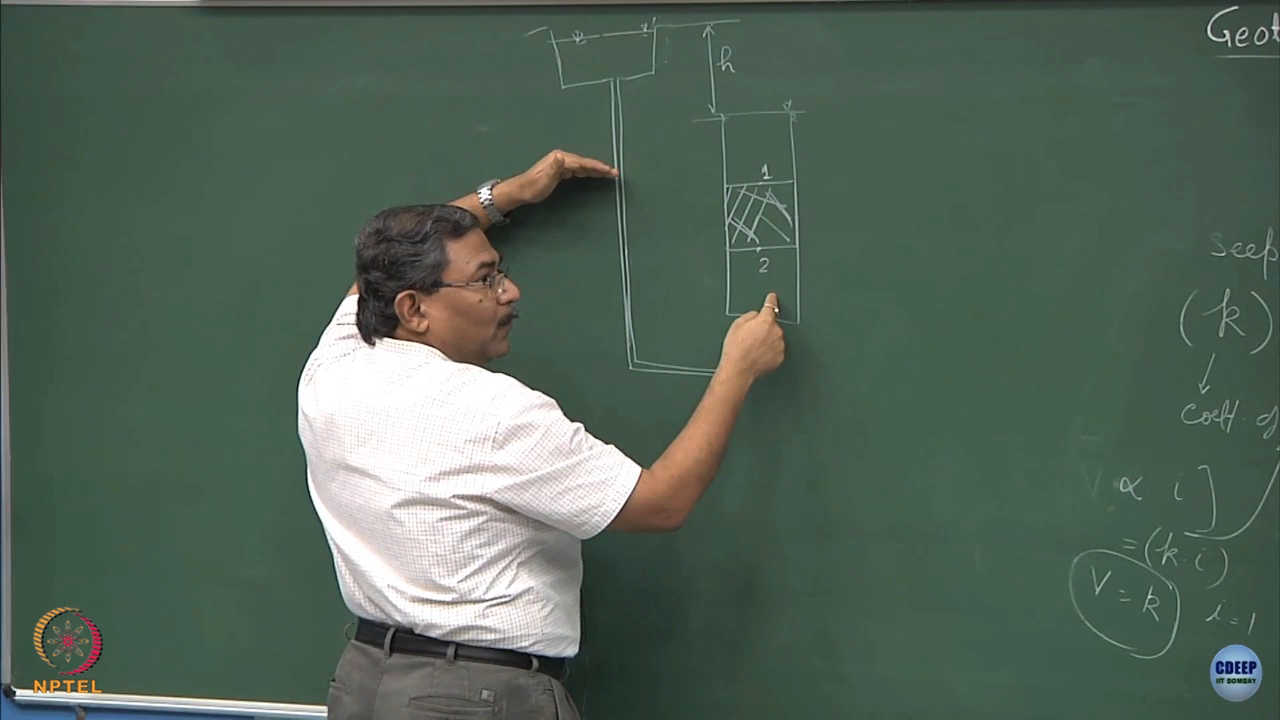 Geot
h
1
2
Seep
(k)
coeff. of
V ∝ i ]
= (k. i)
V = k
i = 1
NPTEL
CDEEP
IIT BOMBAY